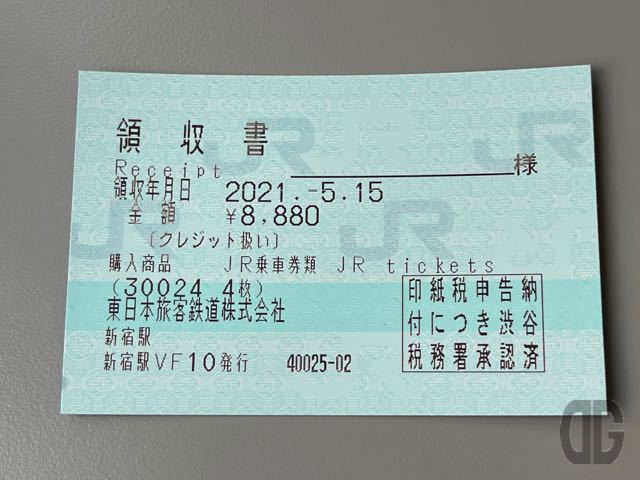 領収書
Receipt 様
領収年月日 2021.-5.15
金額 ¥8,880
〔クレジット扱い〕
購入商品 JR乗車券類 JR tickets
(30024 4枚)
東日本旅客鉄道株式会社
新宿駅
新宿駅VF10発行 40025-02
印紙税申告納
付につき渋谷
税務署承認済
DG